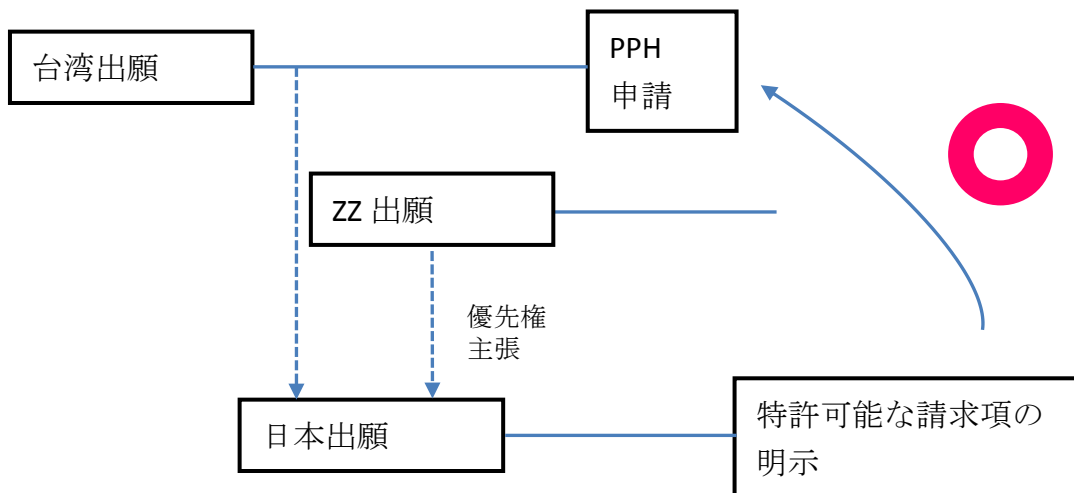 台湾出願
PPH
申請
ZZ 出願
優先権
主張
日本出願
特許可能な請求項の
明示